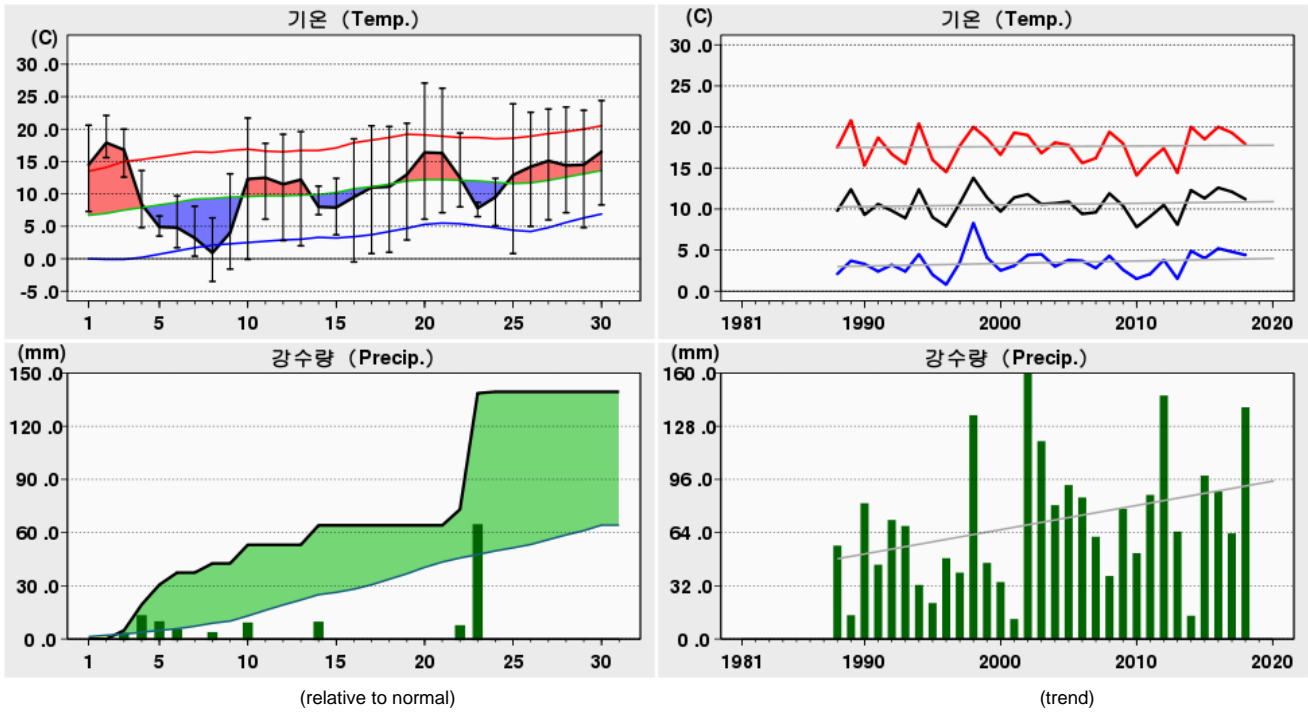 기온 (Temp.)
(C)
30 .0
25 .0
20 .0
15 .0
10 .0
5 .0
0 .0
-5 .0
1 5 10 15 20 25 30
기온 (Temp.)
(C)
30 .0
25 .0
20 .0
15 .0
10 .0
5 .0
0 .0
1981 1990 2000 2010 2020
강수량 (Precip.)
(mm)
150 .0
120 .0
90 .0
60 .0
30 .0
0 .0
1 5 10 15 20 25 30
(relative to normal)
강수량 (Precip.)
(mm)
160 .0
128 .0
96 .0
64 .0
32 .0
0 .0
1981 1990 2000 2010 2020
(trend)